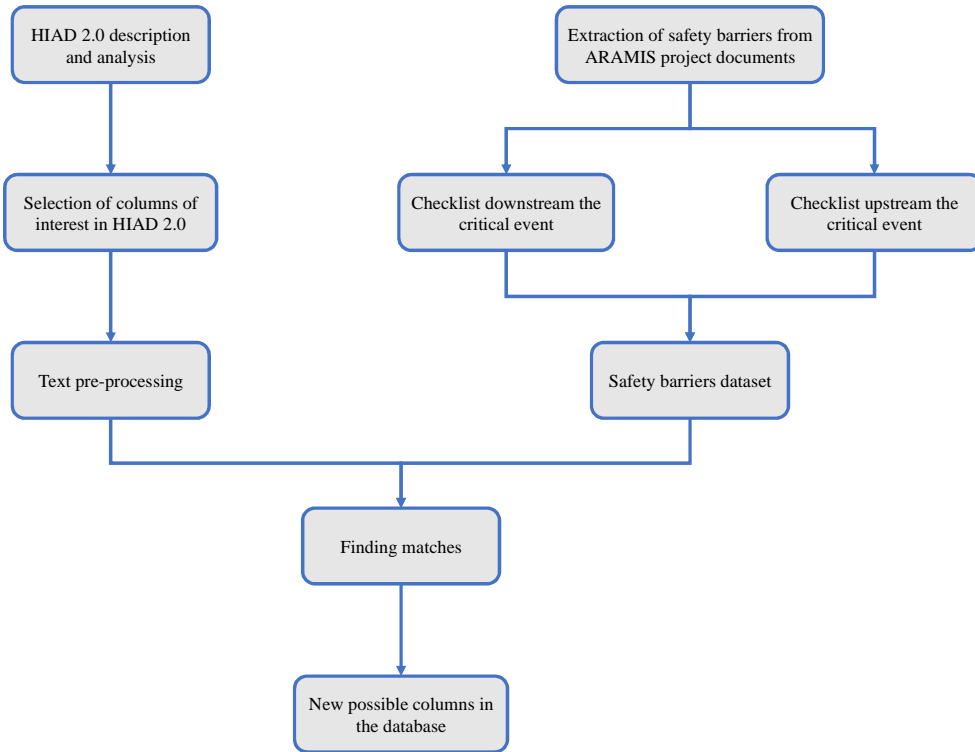 HIAD 2.0 description
and analysis
Extraction of safety barriers from
ARAMIS project documents
Selection of columns of
interest in HIAD 2.0
Checklist downstream the
critical event
Checklist upstream the
critical event
Text pre-processing
Safety barriers dataset
Finding matches
New possible columns in
the database